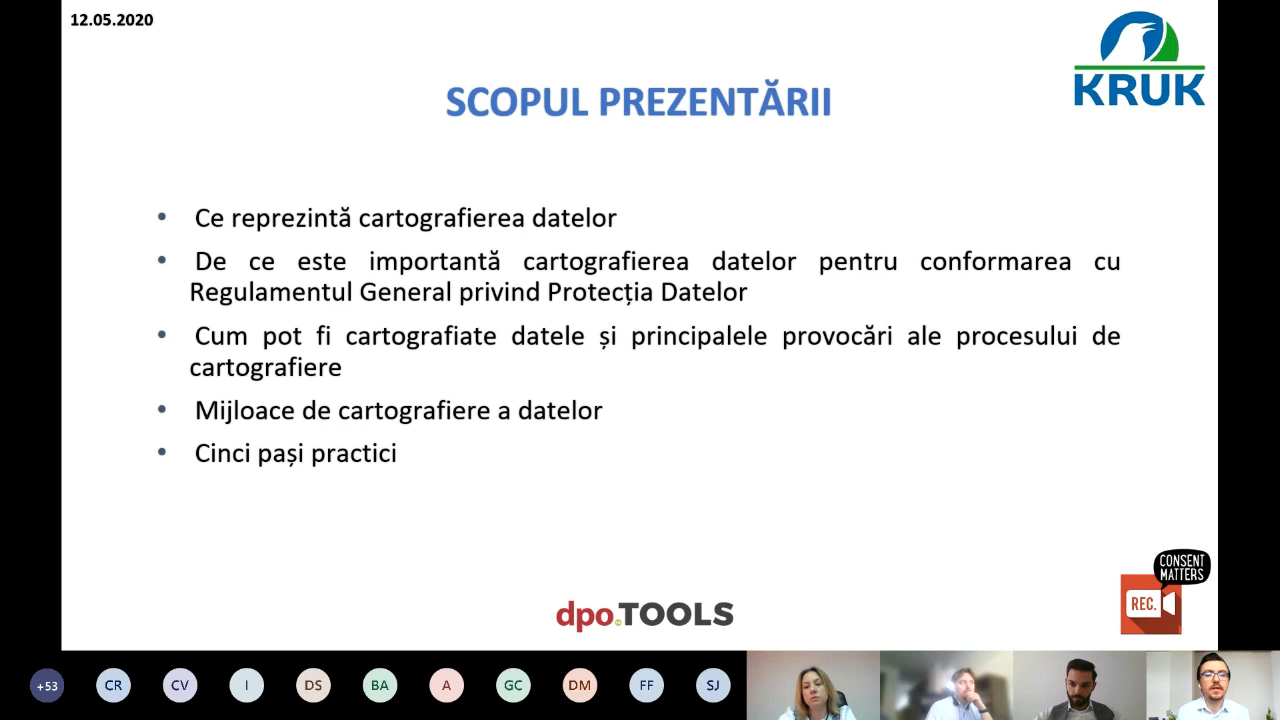 12.05.2020
KRUK
SCOPUL PREZENTĂRII
• Ce reprezintă cartografierea datelor
• De ce este importantă cartografierea datelor pentru conformarea cu
Regulamentul General privind Protecția Datelor
• Cum pot fi cartografiate datele și principalele provocări ale procesului de
cartografiere
• Mijloace de cartografiere a datelor
• Cinci pași practici
CONSENT
MATTERS
REC.
dpo.TOOLS
+53 CR CV I DS BA A GC DM FF SJ